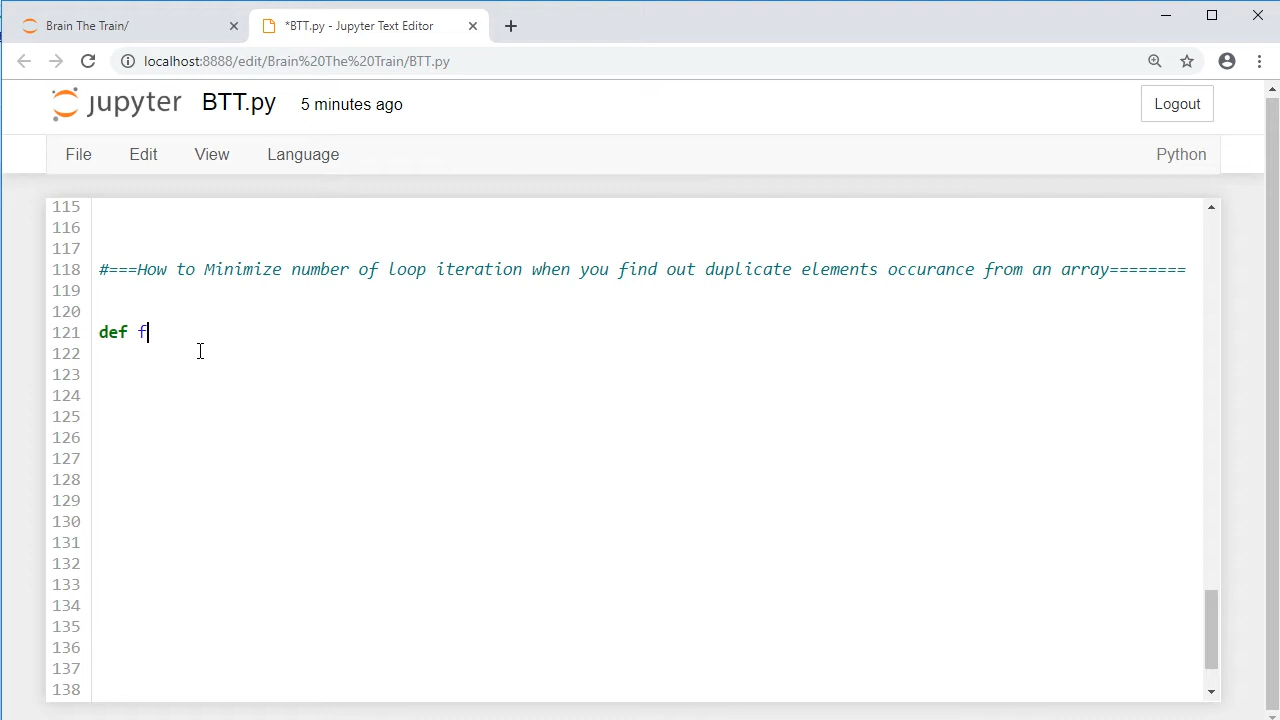 Brain The Train/
*BTT.py - Jupyter Text Editor
localhost:8888/edit/Brain%20The%20Train/BTT.py
jupyter BTT.py 5 minutes ago
Logout
File Edit View Language
Python
115
116
117
118 #===How to Minimize number of loop iteration when you find out duplicate elements occurance from an array========
119
120
121 def f
122
123
124
125
126
127
128
129
130
131
132
133
134
135
136
137
138